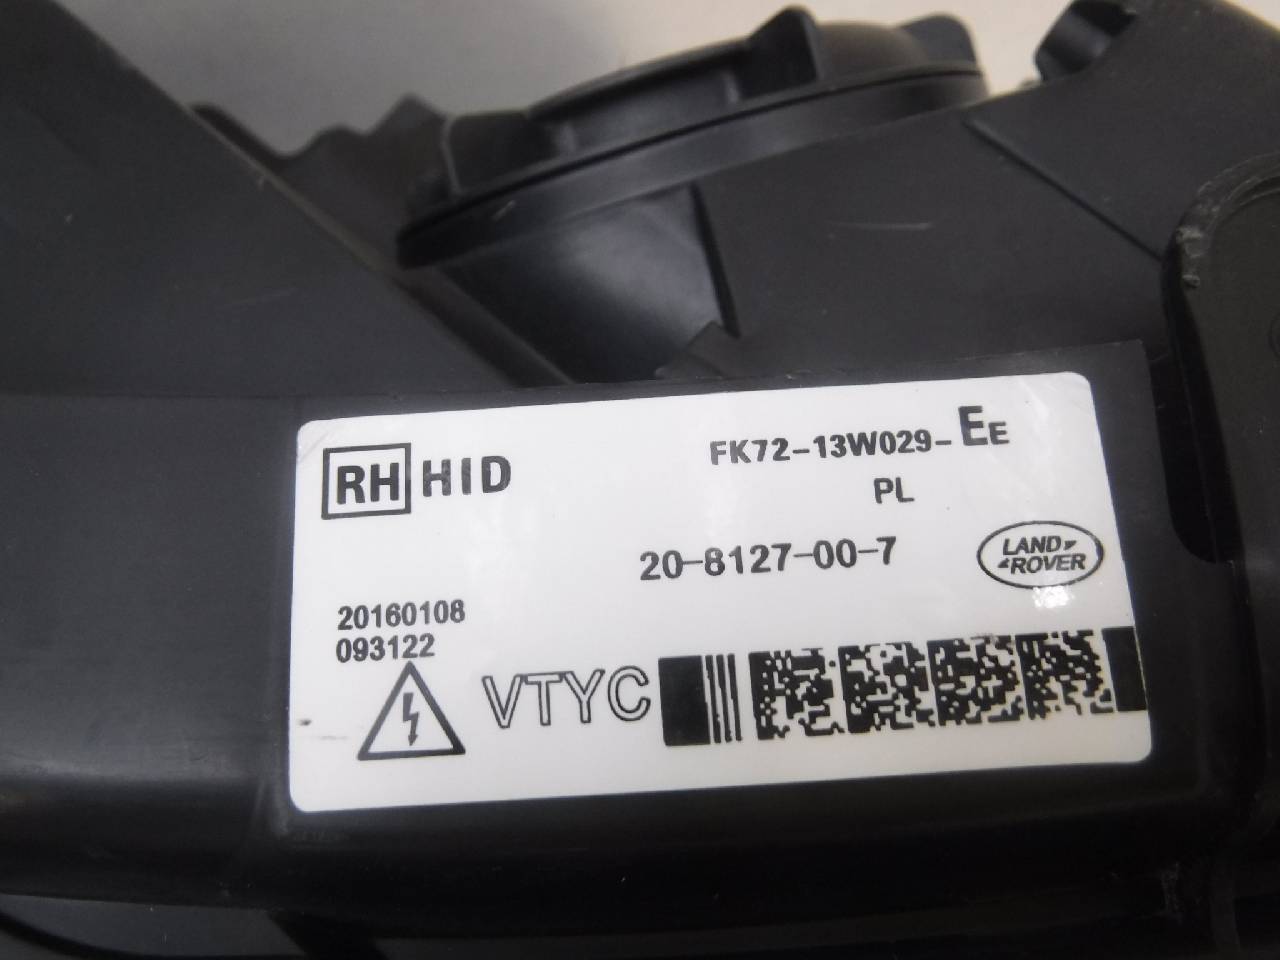 RH HID
FK72-13W029-EE
PL
20-8127-00-7
LAND
ROVER
20160108
093122
VTYC